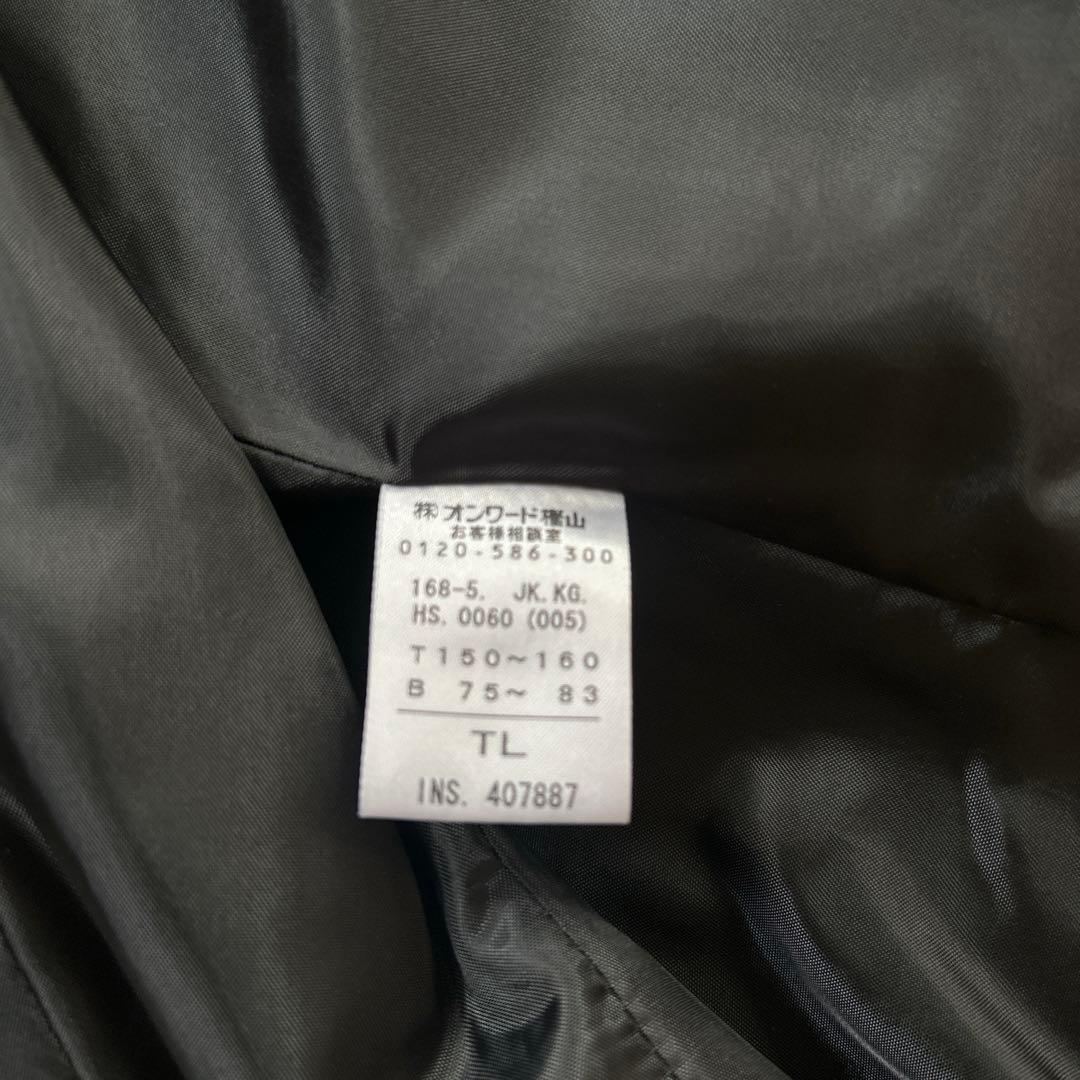 ㈱オンワード樫山
お客様相談室
0120-586-300
168-5. JK.KG.
HS. 0060 (005)
T 150～160
B 75～ 83
TL
INS. 407887